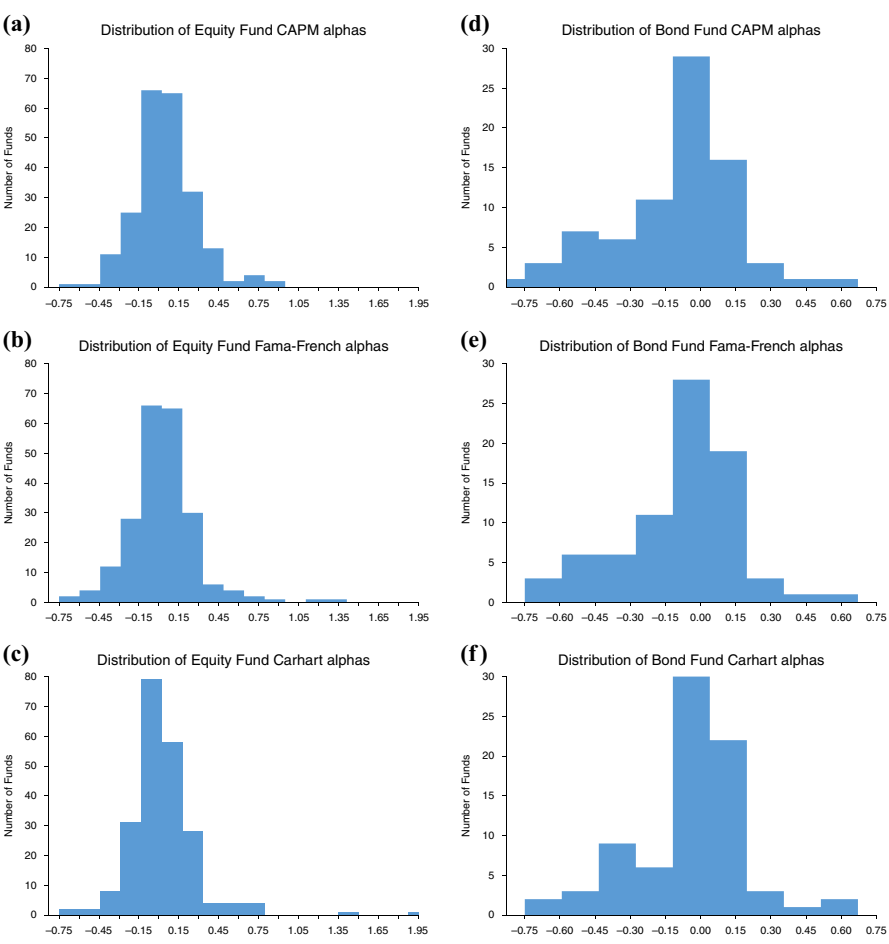 (a)
Distribution of Equity Fund CAPM alphas
80
70
60
50
40
30
20
10
0
Number of Funds
−0.75 −0.45 −0.15 0.15 0.45 0.75 1.05 1.35 1.65 1.95
(b)
Distribution of Equity Fund Fama-French alphas
80
70
60
50
40
30
20
10
0
Number of Funds
−0.75 −0.45 −0.15 0.15 0.45 0.75 1.05 1.35 1.65 1.95
(c)
Distribution of Equity Fund Carhart alphas
80
70
60
50
40
30
20
10
0
Number of Funds
−0.75 −0.45 −0.15 0.15 0.45 0.75 1.05 1.35 1.65 1.95
(d)
Distribution of Bond Fund CAPM alphas
30
25
20
15
10
5
0
Number of Funds
−0.75 −0.60 −0.45 −0.30 −0.15 0.00 0.15 0.30 0.45 0.60 0.75
(e)
Distribution of Bond Fund Fama-French alphas
30
25
20
15
10
5
0
Number of Funds
−0.75 −0.60 −0.45 −0.30 −0.15 0.00 0.15 0.30 0.45 0.60 0.75
(f)
Distribution of Bond Fund Carhart alphas
30
25
20
15
10
5
0
Number of Funds
−0.75 −0.60 −0.45 −0.30 −0.15 0.00 0.15 0.30 0.45 0.60 0.75